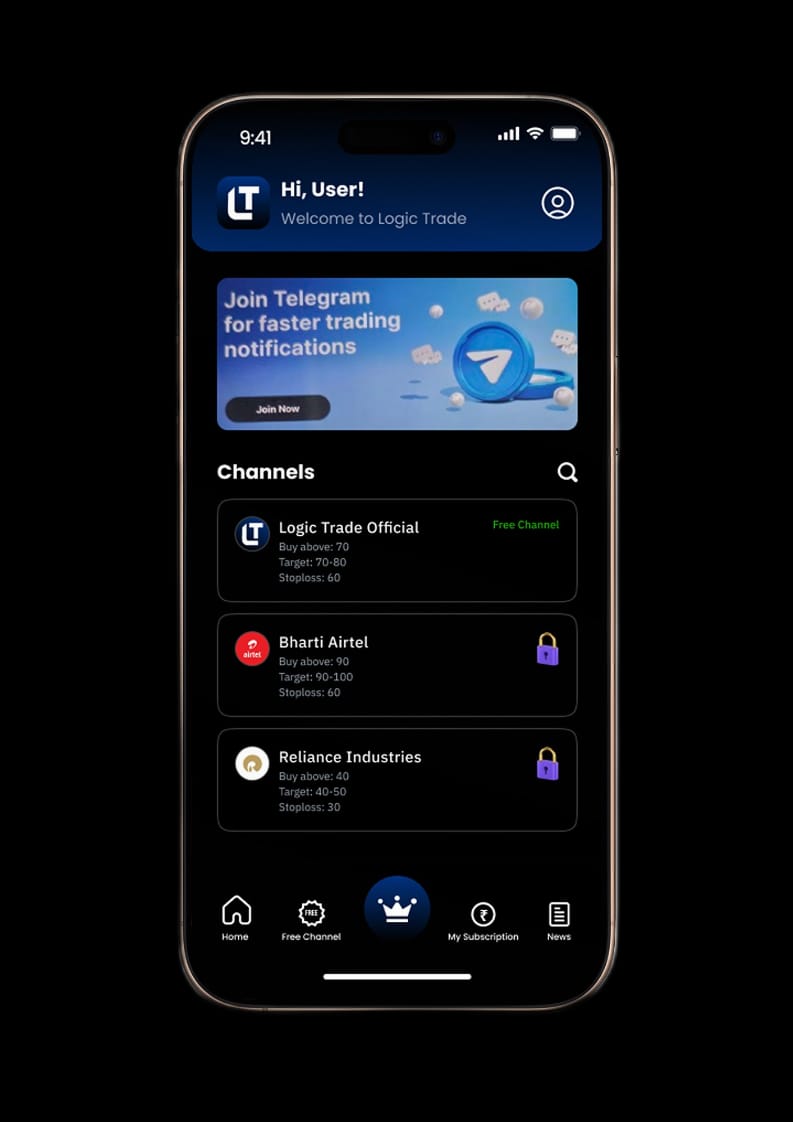 9:41
LT
Hi, User!
Welcome to Logic Trade
Join Telegram
for faster trading
notifications
Join Now
Channels
LT
Logic Trade Official
Free Channel
Buy above: 70
Target: 70-80
Stoploss: 60
airtel
Bharti Airtel
Buy above: 90
Target: 90-100
Stoploss: 60
Reliance Industries
Buy above: 40
Target: 40-50
Stoploss: 30
FREE
₹
Home
Free Channel
My Subscription
News